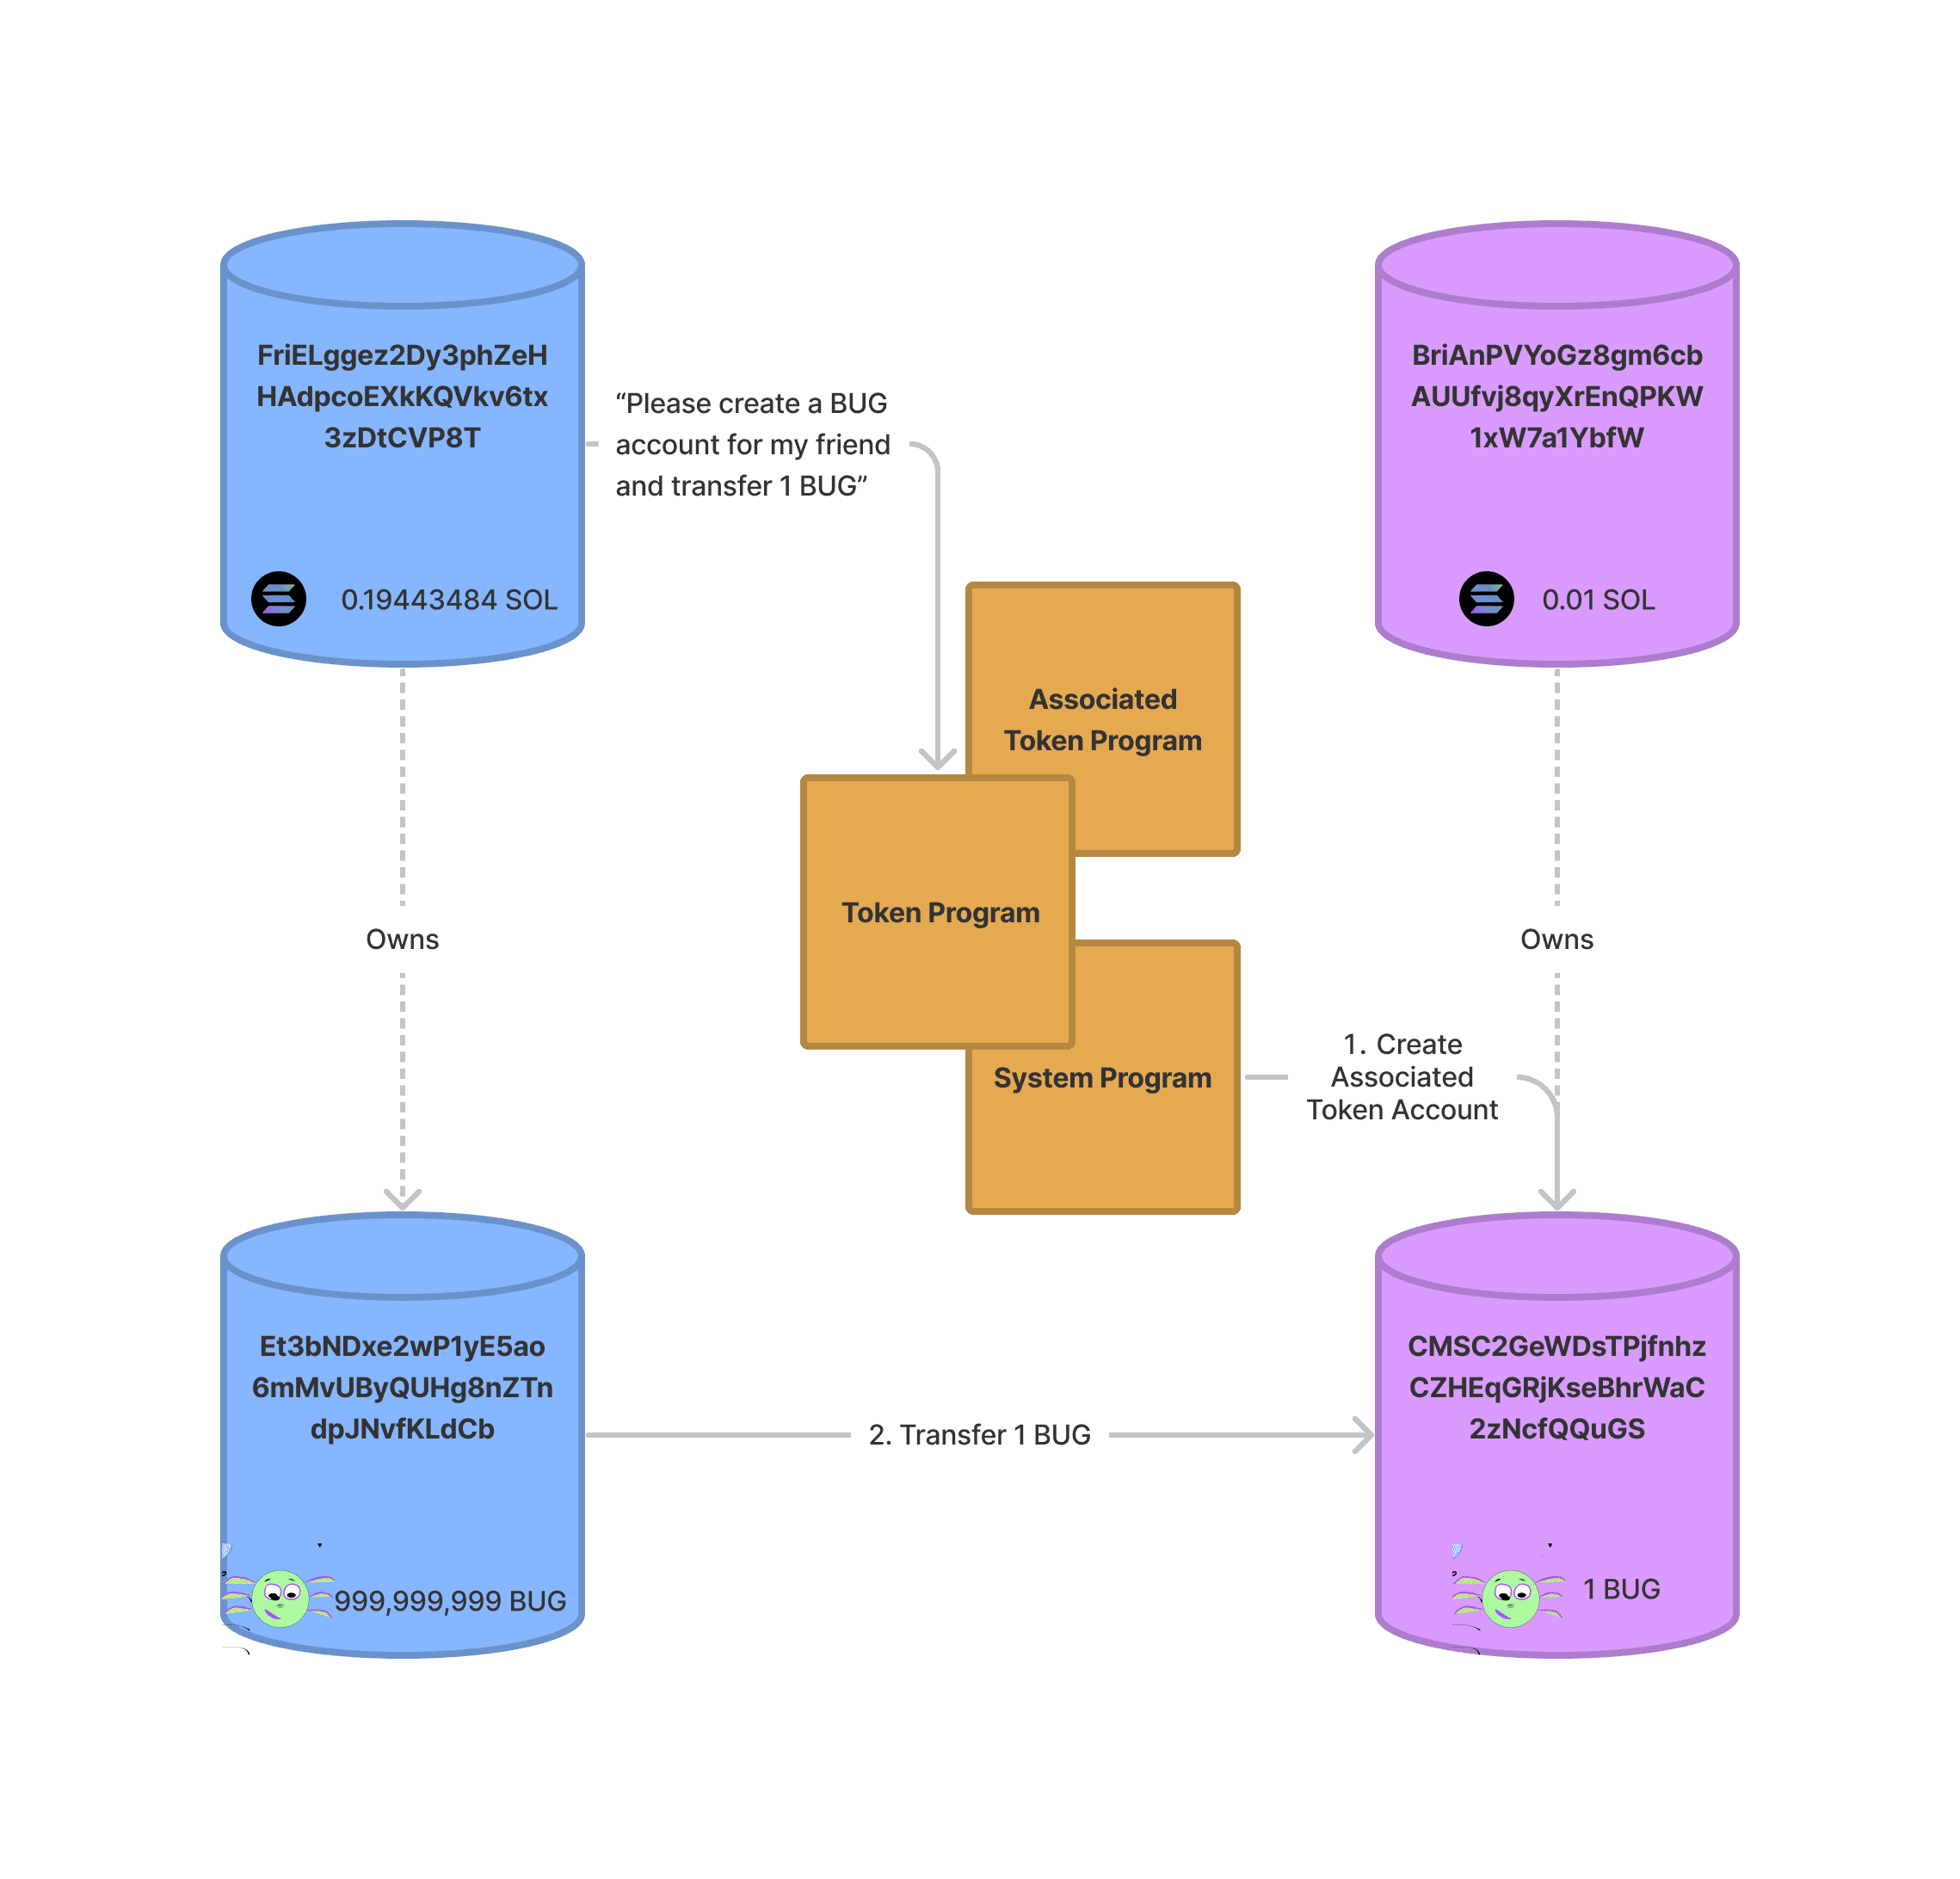 FriELggez2Dy3phZeH
HAdpcoEXkKQVkv6tx
3zDtCVP8T
0.19443484 SOL
“Please create a BUG
account for my friend
and transfer 1 BUG”
BriAnPVYoGz8gm6cb
AUUfvj8qyXrEnQPKW
1xW7a1YbfW
0.01 SOL
Associated
Token Program
Token Program
System Program
Owns
Owns
1. Create
Associated
Token Account
Et3bNDxe2wP1yE5ao
6mMvUByQUHg8nZTn
dpJNvfKLdCb
999,999,999 BUG
2. Transfer 1 BUG
CMSC2GeWDsTPjfnhz
CZHEqGRjKseBhrWaC
2zNcfQQuGS
1 BUG